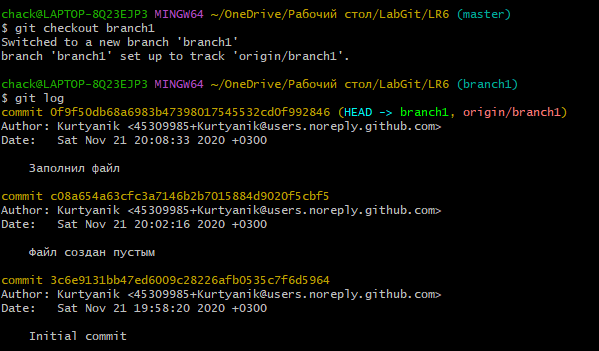 chack@LAPTOP-8Q23EJP3 MINGW64 ~/OneDrive/Рабочий стол/LabGit/LR6 (master)
$ git checkout branch1
Switched to a new branch 'branch1'
branch 'branch1' set up to track 'origin/branch1'.
chack@LAPTOP-8Q23EJP3 MINGW64 ~/OneDrive/Рабочий стол/LabGit/LR6 (branch1)
$ git log
commit 0f9f50db68a6983b47398017545532cd0f992846 (HEAD -> branch1, origin/branch1)
Author: Kurtyanik <45309985+Kurtyanik@users.noreply.github.com>
Date:   Sat Nov 21 20:08:33 2020 +0300
    Заполнил файл
commit c08a654a63cfc3a7146b2b7015884d9020f5cbf5
Author: Kurtyanik <45309985+Kurtyanik@users.noreply.github.com>
Date:   Sat Nov 21 20:02:16 2020 +0300
    Файл создан пустым
commit 3c6e9131bb47ed6009c28226afb0535c7f6d5964
Author: Kurtyanik <45309985+Kurtyanik@users.noreply.github.com>
Date:   Sat Nov 21 19:58:20 2020 +0300
    Initial commit